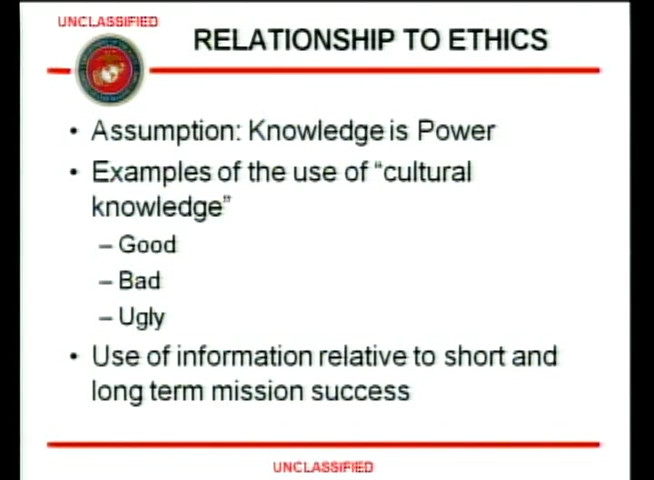 UNCLASSIFIED
RELATIONSHIP TO ETHICS
• Assumption: Knowledge is Power
• Examples of the use of “cultural
knowledge”
– Good
– Bad
– Ugly
• Use of information relative to short and
long term mission success
UNCLASSIFIED